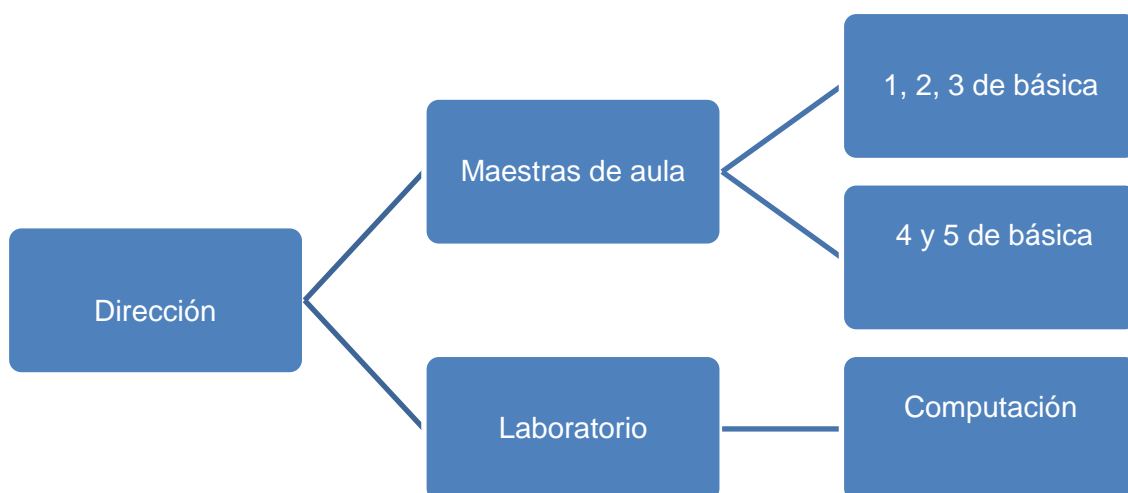 Dirección
Maestras de aula
1, 2, 3 de básica
4 y 5 de básica
Laboratorio
Computación